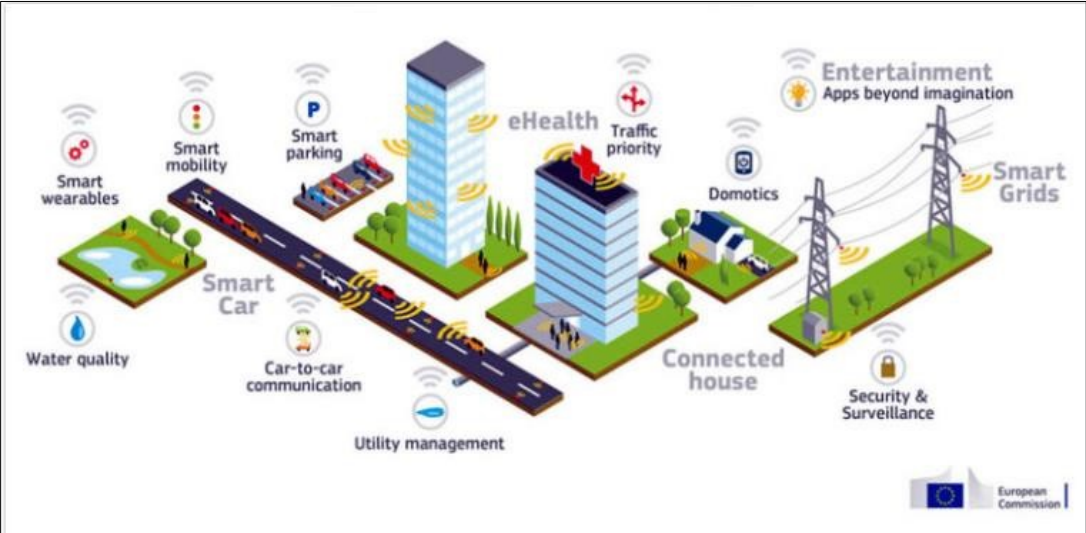 Entertainment
Apps beyond imagination
eHealth
Traffic
priority
Smart
parking
P
Smart
mobility
Smart
wearables
Domotics
Smart
Grids
Smart
Car
Water quality
Car-to-car
communication
Connected
house
Security &
Surveillance
Utility management
European
Commission